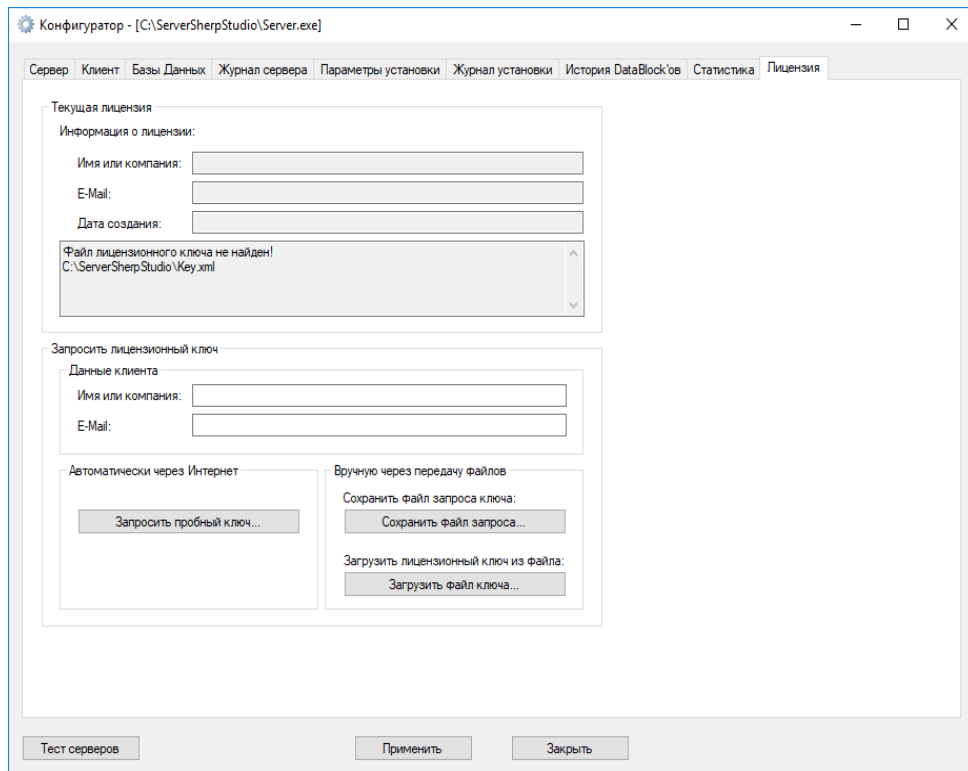 Конфигуратор - [C:\ServerSherpStudio\Server.exe]
Сервер Клиент Базы Данных Журнал сервера Параметры установки Журнал установки История DataBlock'ов Статистика Лицензия
Текущая лицензия
Информация о лицензии:
Имя или компания:
E-Mail:
Дата создания:
Файл лицензионного ключа не найден!
C:\ServerSherpStudio\Key.xml
Запросить лицензионный ключ
Данные клиента
Имя или компания:
E-Mail:
Автоматически через Интернет
Запросить пробный ключ...
Вручную через передачу файлов
Сохранить файл запроса ключа:
Сохранить файл запроса...
Загрузить лицензионный ключ из файла:
Загрузить файл ключа...
Тест серверов Применить Закрыть